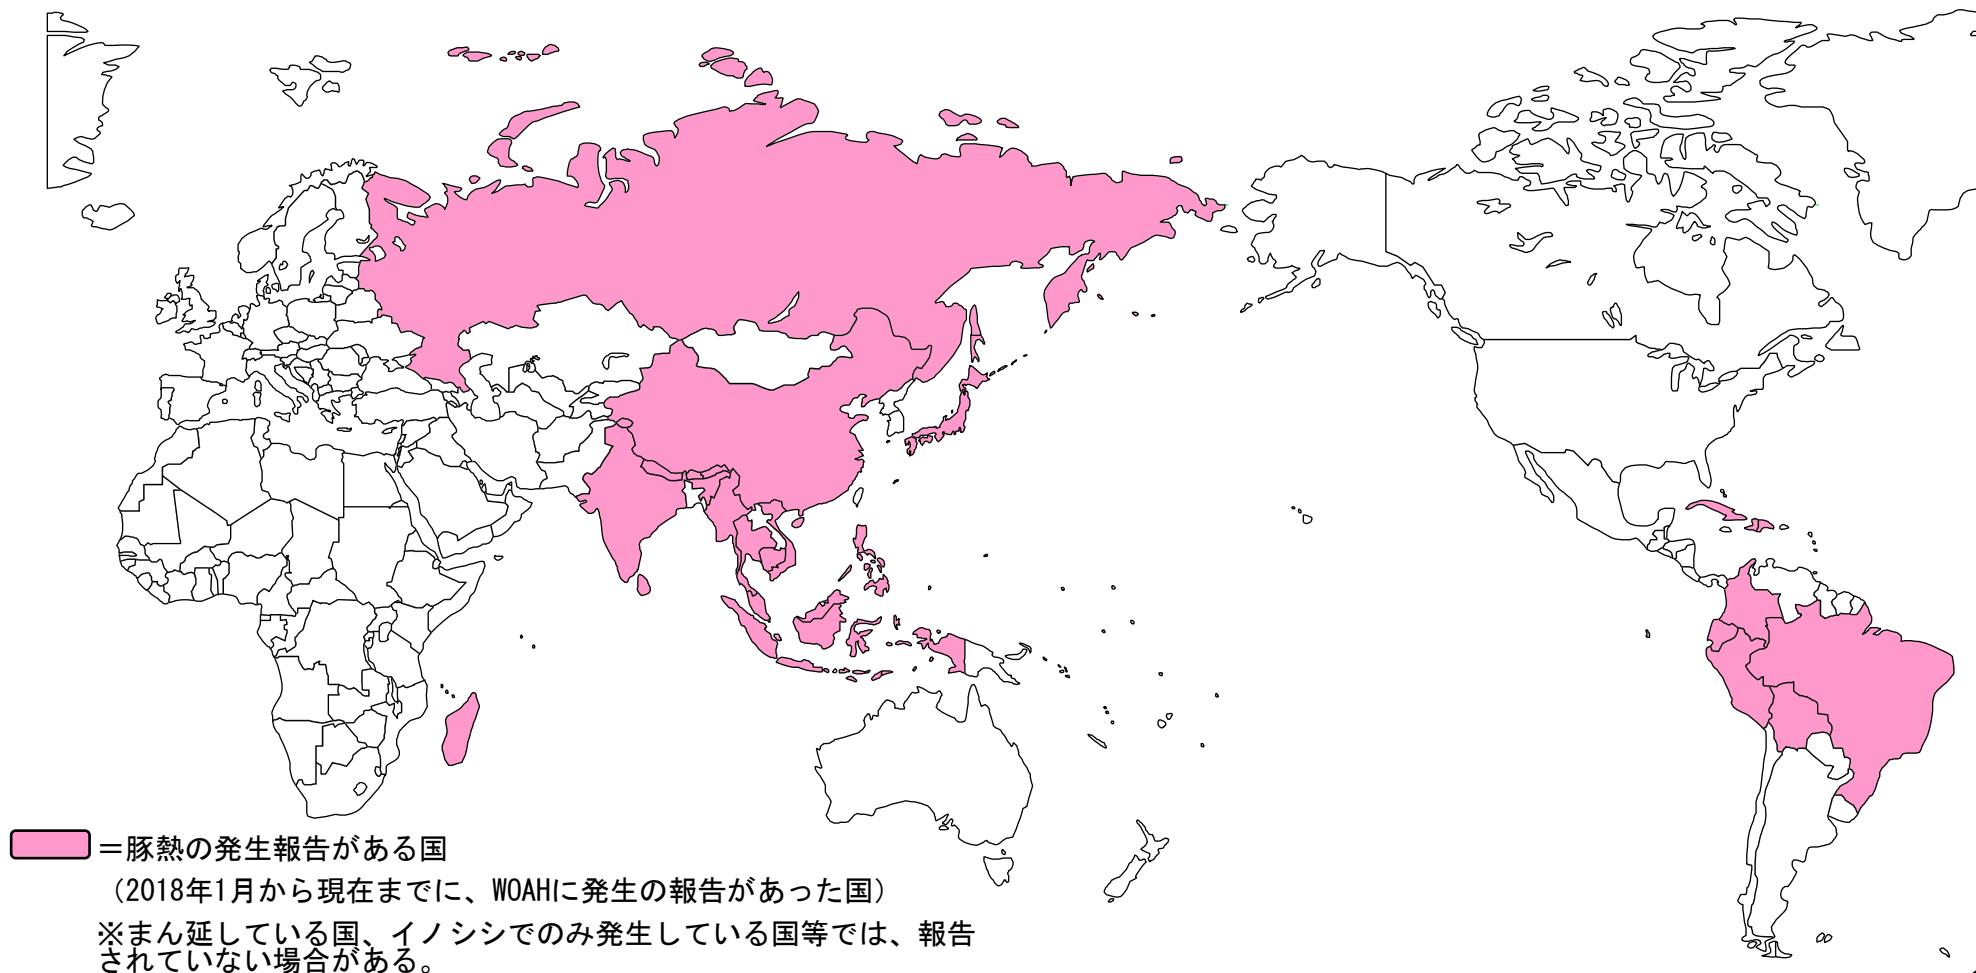 ＝豚熱の発生報告がある国
（2018年1月から現在までに、WOAHに発生の報告があった国）
※まん延している国、イノシシでのみ発生している国等では、報告
されていない場合がある。